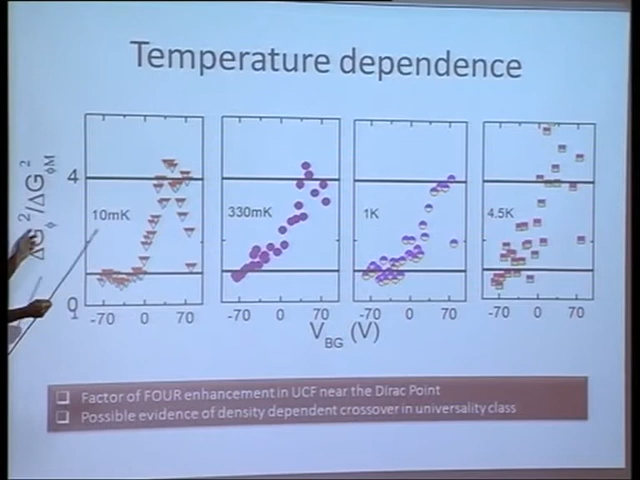 Temperature dependence
ΔG_ϕ²/ΔG_ϕM²
4
0
10mK
330mK
1K
4.5K
-70 0 70
-70 0 70
-70 0 70
-70 0 70
V_BG (V)
Factor of FOUR enhancement in UCF near the Dirac Point
Possible evidence of density dependent crossover in universality class